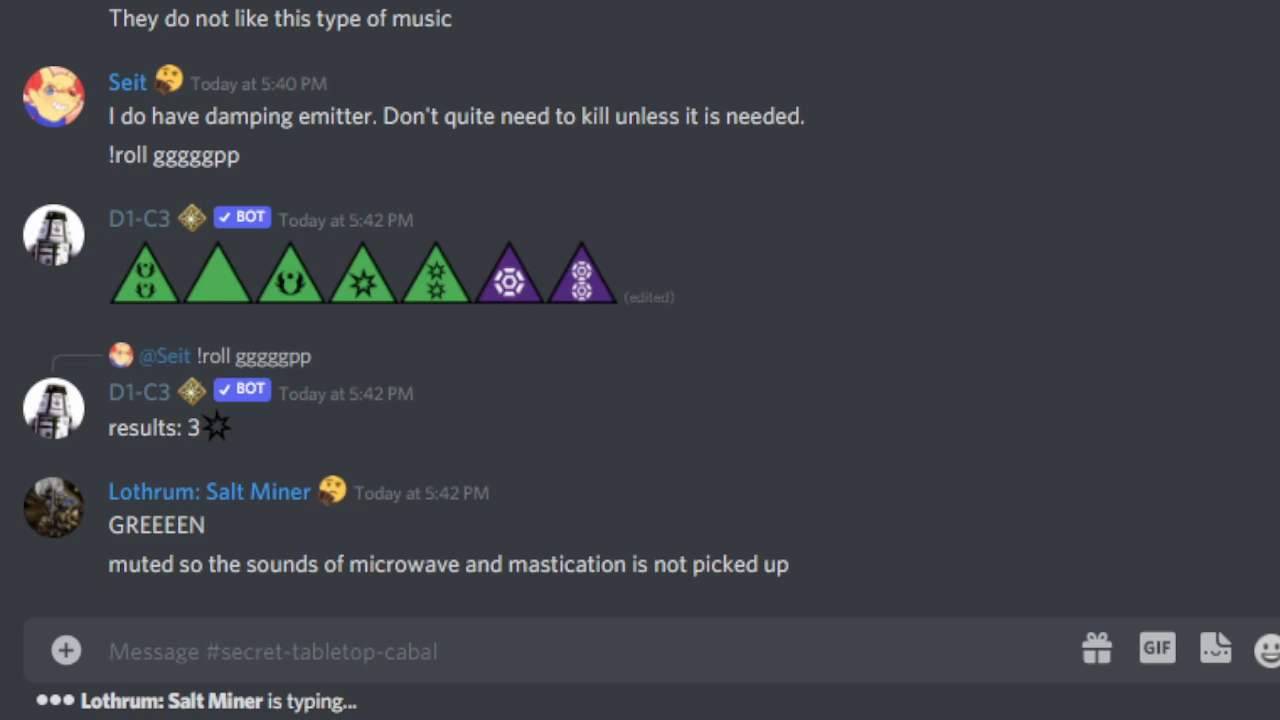 They do not like this type of music
Seit 🤔 Today at 5:40 PM
I do have damping emitter. Don't quite need to kill unless it is needed.
!roll gggggpp
D1-C3 ✓ BOT Today at 5:42 PM
(edited)
@Seit !roll gggggpp
D1-C3 ✓ BOT Today at 5:42 PM
results: 3
Lothrum: Salt Miner 🤔 Today at 5:42 PM
GREEEEN
muted so the sounds of microwave and mastication is not picked up
Message #secret-tabletop-cabal
GIF
Lothrum: Salt Miner is typing...